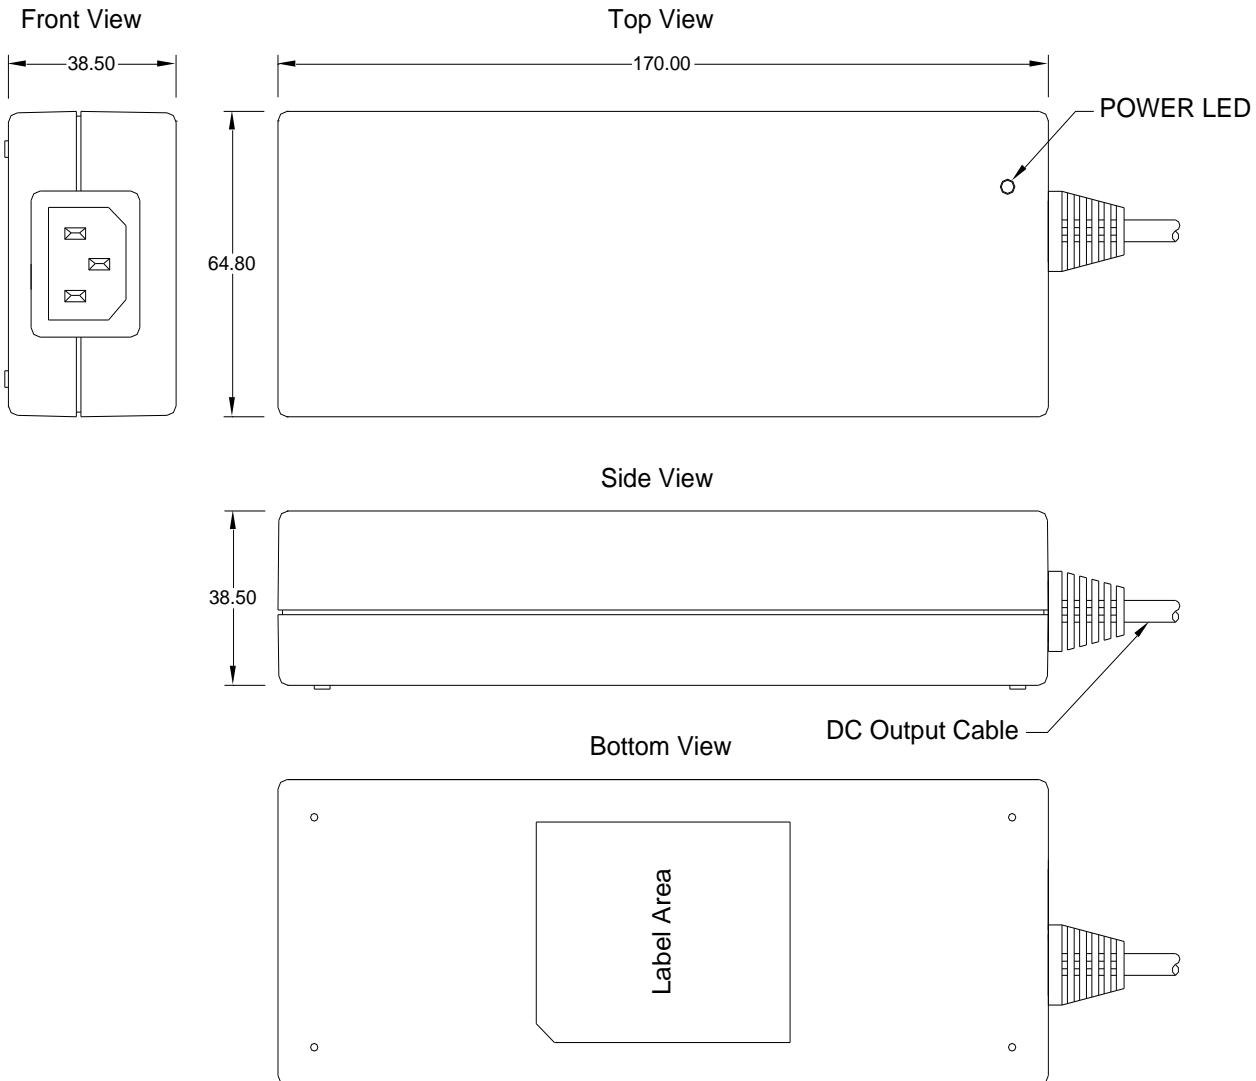 Front View
Top View
38.50
170.00
POWER LED
64.80
Side View
38.50
DC Output Cable
Bottom View
Label Area